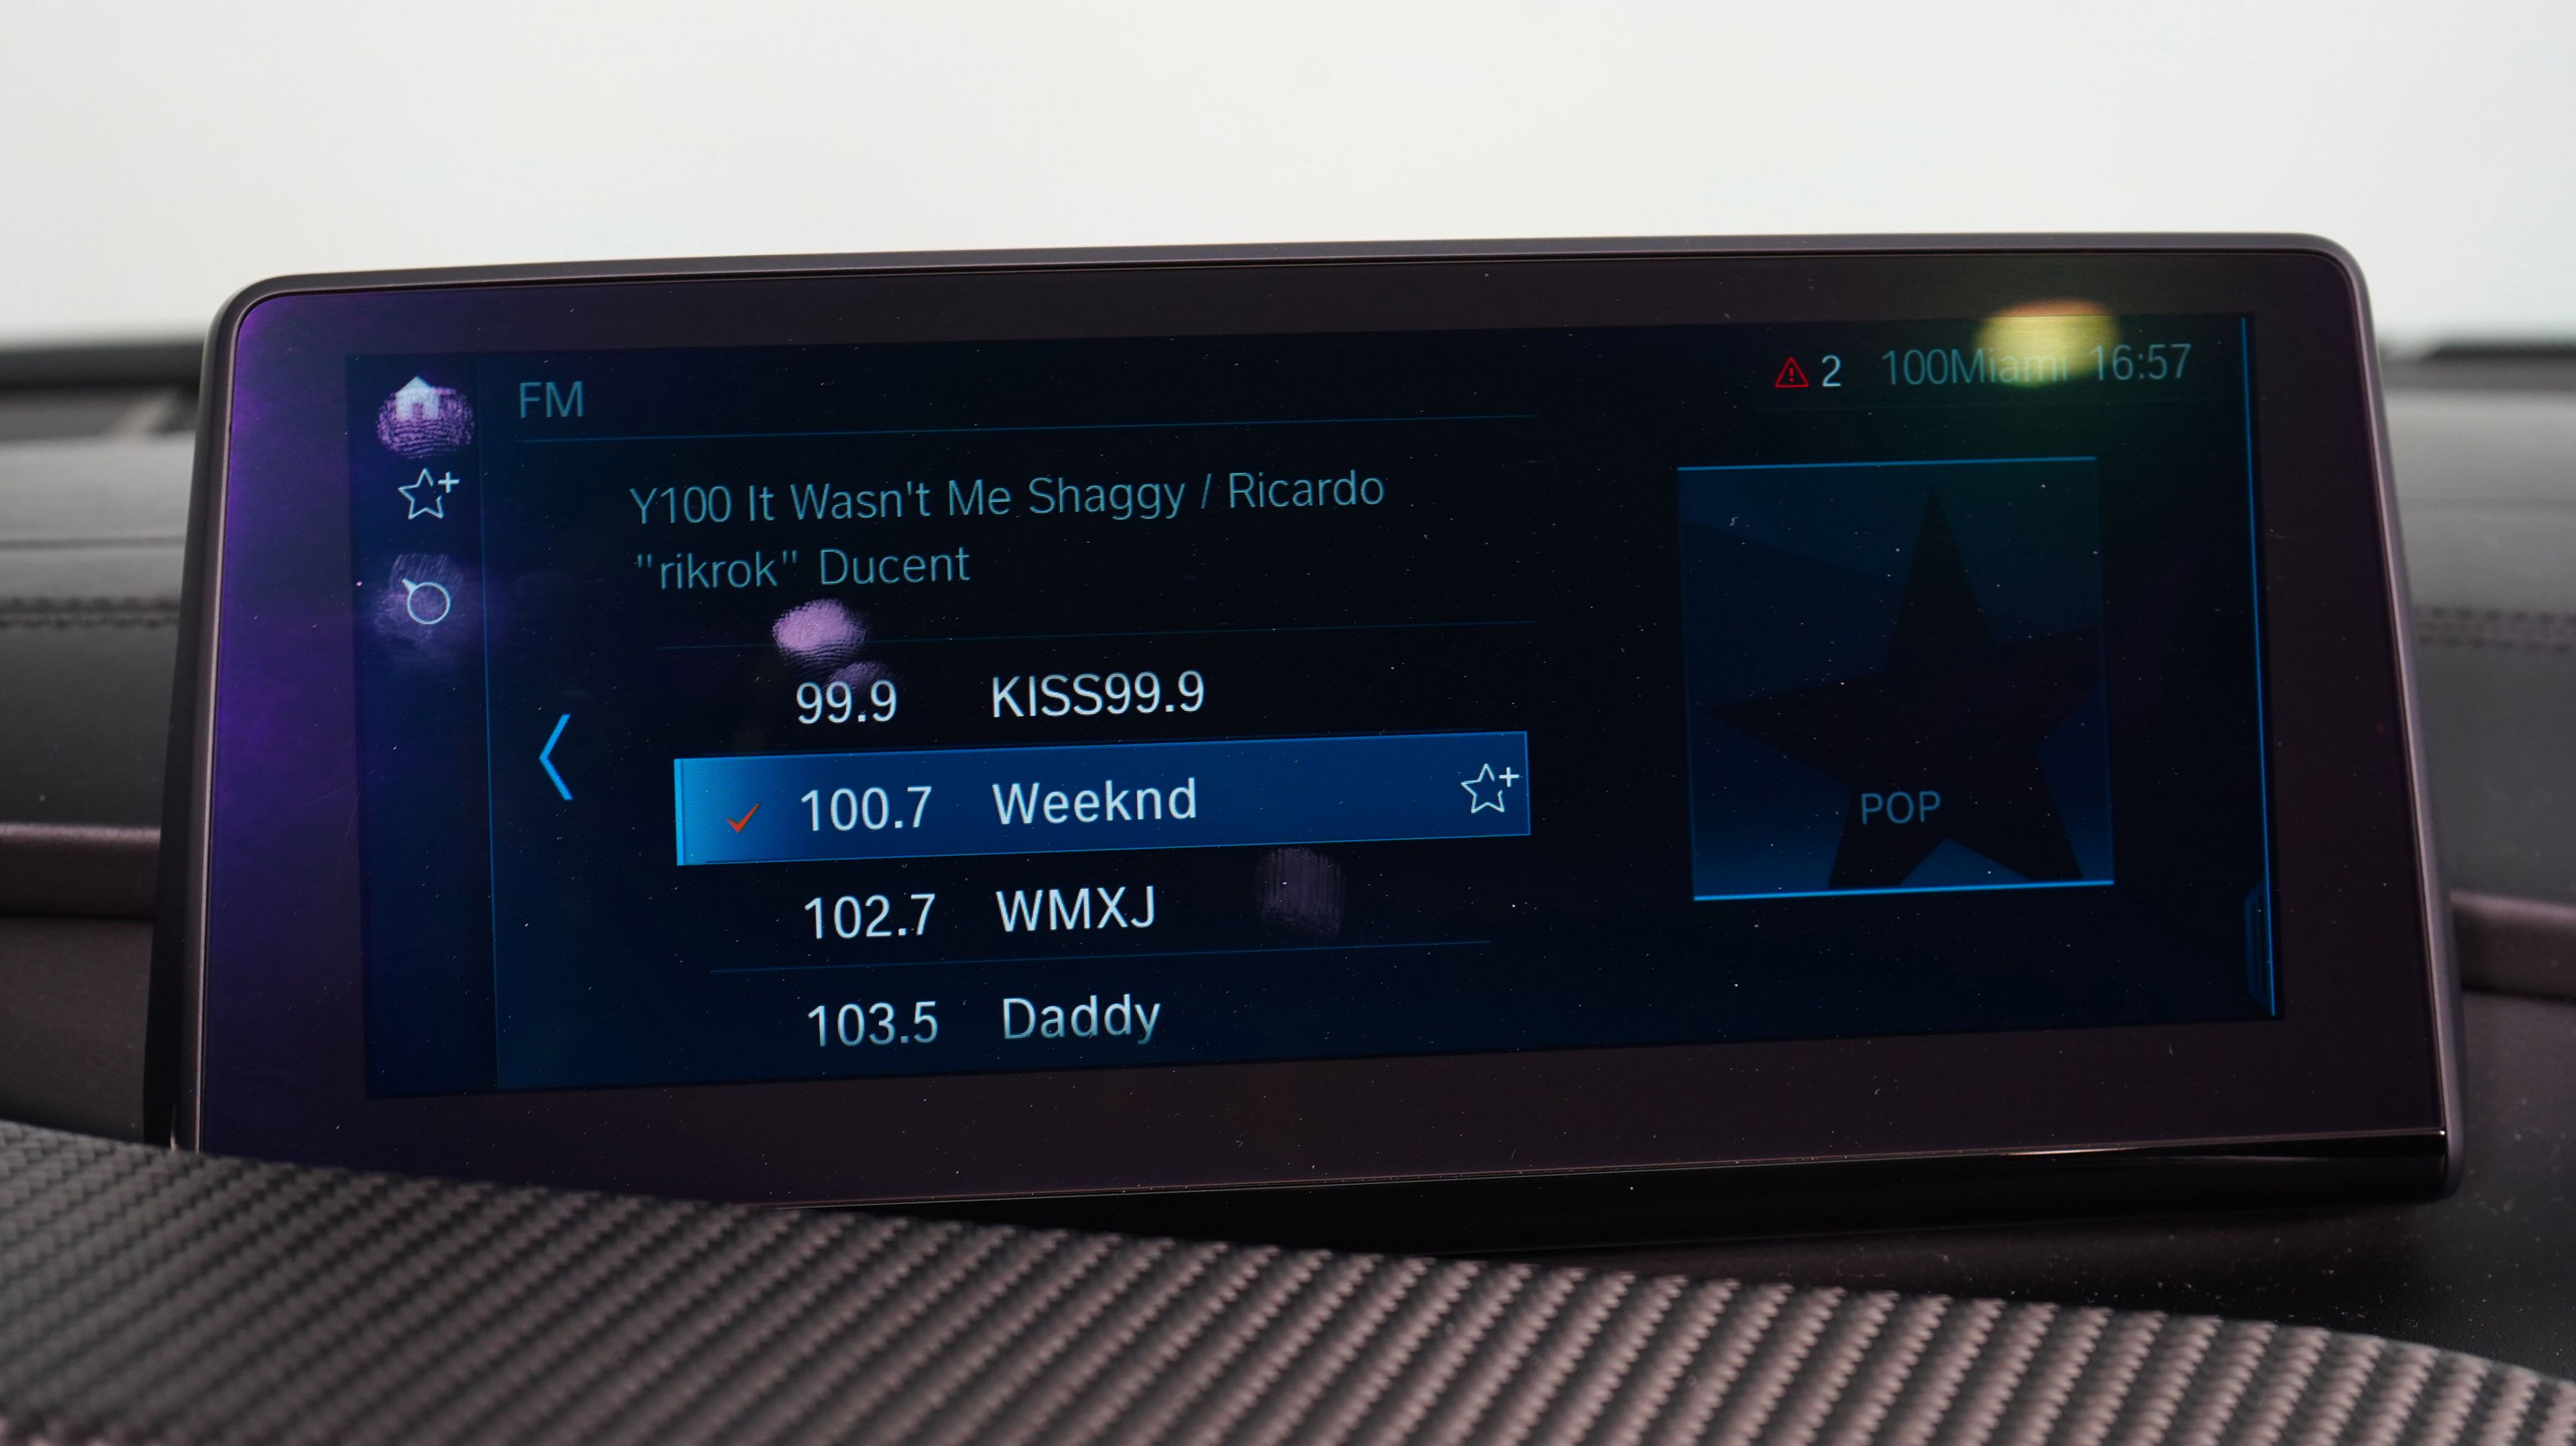 FM
2 100Miami 16:57
Y100 It Wasn't Me Shaggy / Ricardo
"rikrok" Ducent
99.9 KISS99.9
100.7 Weeknd
102.7 WMXJ
103.5 Daddy
POP